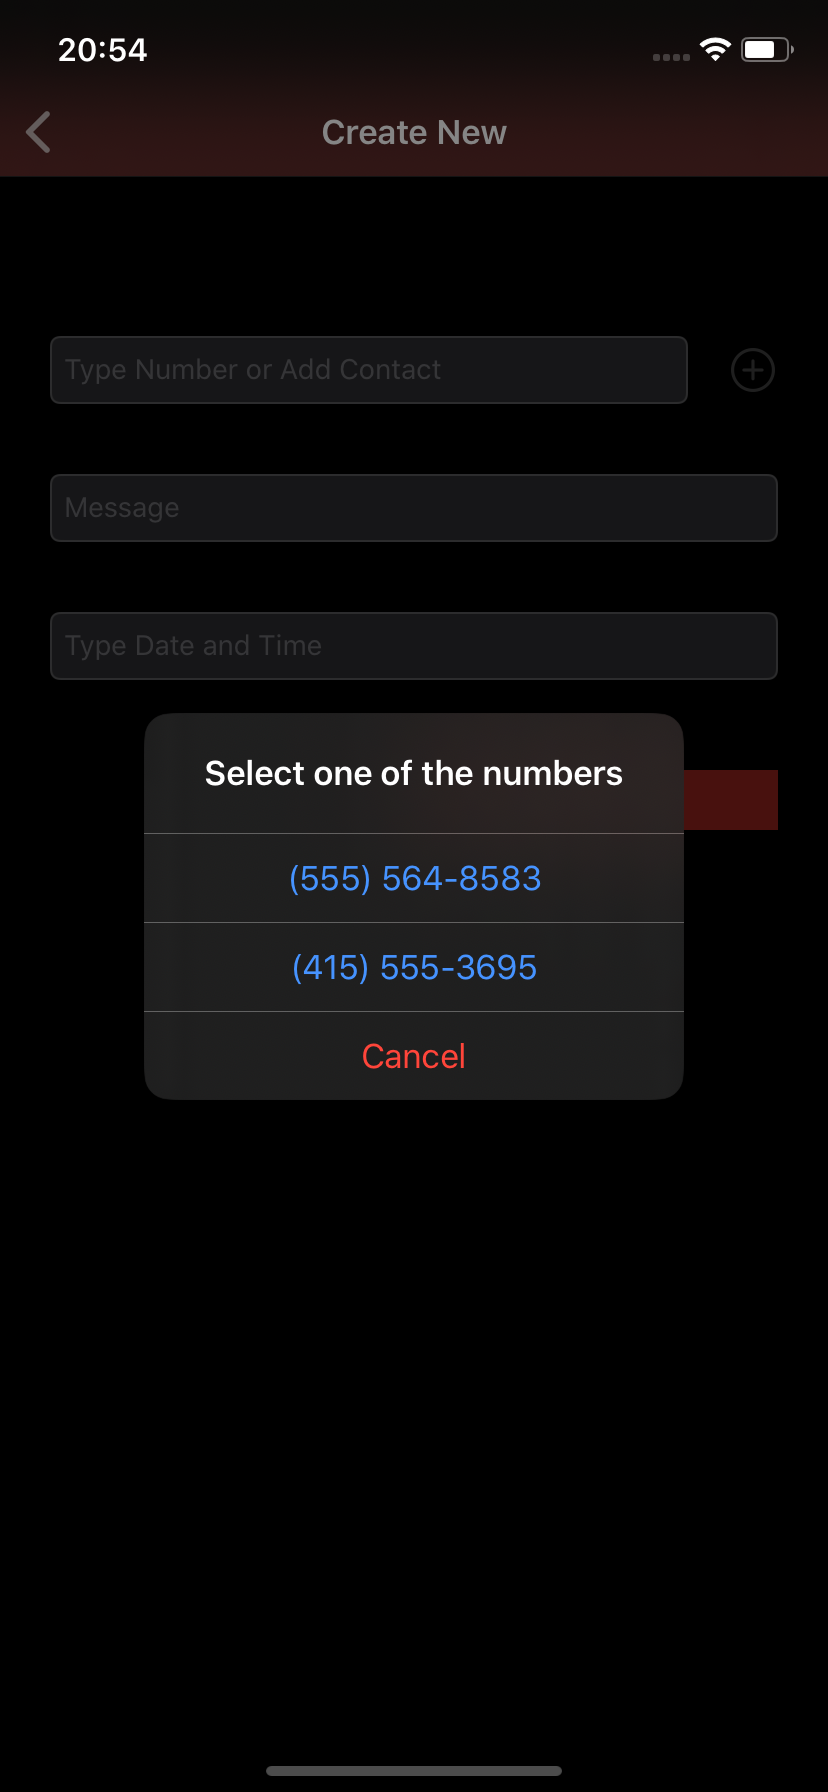 20:54
Create New
Type Number or Add Contact
Message
Type Date and Time
Select one of the numbers
(555) 564-8583
(415) 555-3695
Cancel